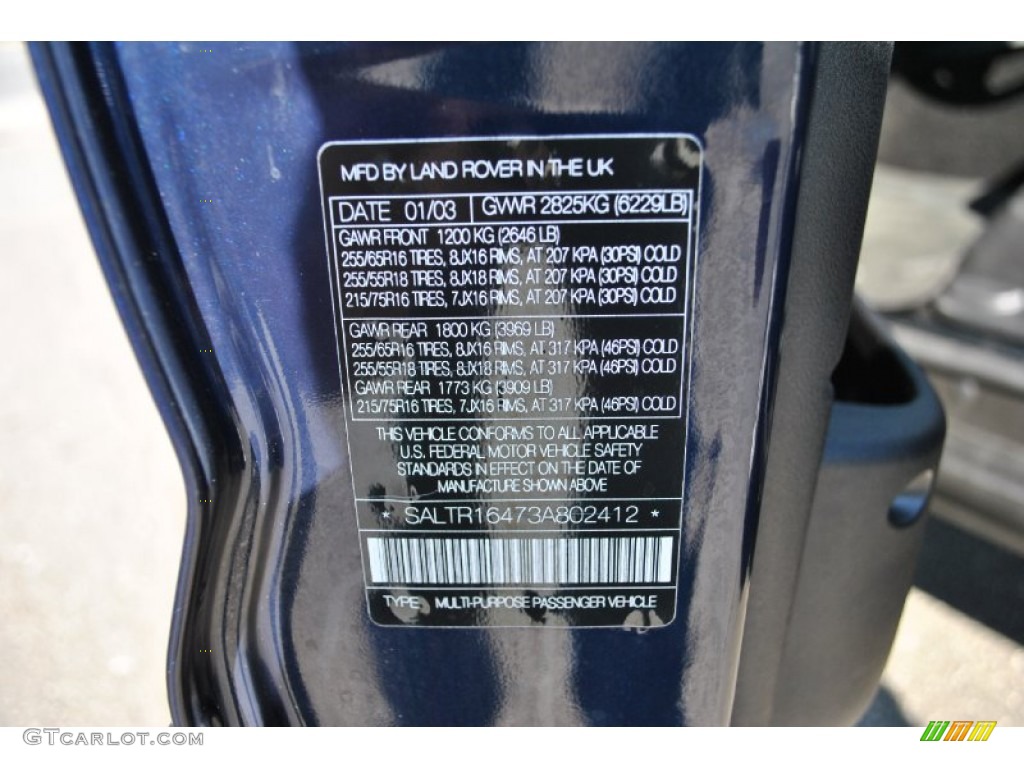 MFD BY LAND ROVER IN THE UK
DATE 01/03 GWWR 2825KG (6229LB)
GAWR FRONT 1200 KG (2646 LB)
255/65R16 TIRES, 8JX16 RIMS, AT 207 KPA (30PSI) COLD
255/55R18 TIRES, 8JX18 RIMS, AT 207 KPA (30PSI) COLD
215/75R16 TIRES, 7JX16 RIMS, AT 207 KPA (30PSI) COLD
GAWR REAR 1800 KG (3969 LB)
255/65R16 TIRES, 8JX16 RIMS, AT 317 KPA (46PSI) COLD
255/55R18 TIRES, 8JX18 RIMS, AT 317 KPA (46PSI) COLD
GAWR REAR 1773 KG (3909 LB)
215/75R16 TIRES, 7JX16 RIMS, AT 317 KPA (46PSI) COLD
THIS VEHICLE CONFORMS TO ALL APPLICABLE
U.S. FEDERAL MOTOR VEHICLE SAFETY
STANDARDS IN EFFECT ON THE DATE OF
MANUFACTURE SHOWN ABOVE
* SALTR16473A802412 *
TYPE MULTI-PURPOSE PASSENGER VEHICLE
GTCarLot.com